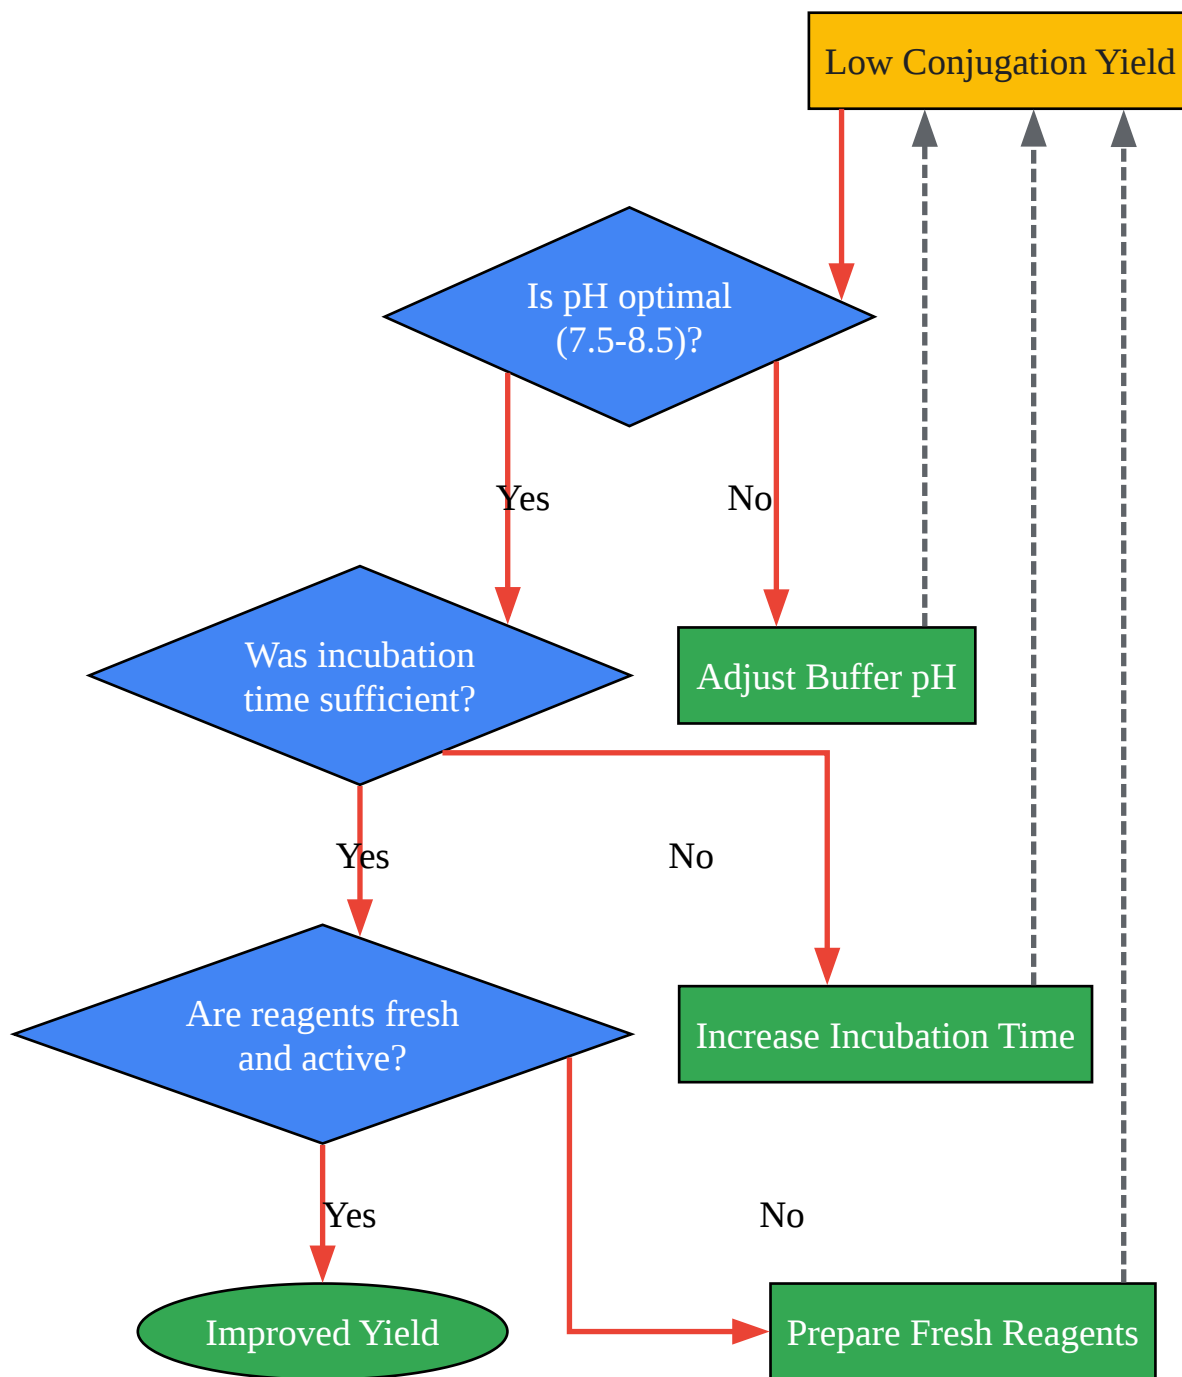 Low Conjugation Yield
Is pH optimal
(7.5-8.5)?
Yes
No
Was incubation
time sufficient?
Adjust Buffer pH
Yes
No
Are reagents fresh
and active?
Increase Incubation Time
Yes
No
Improved Yield
Prepare Fresh Reagents